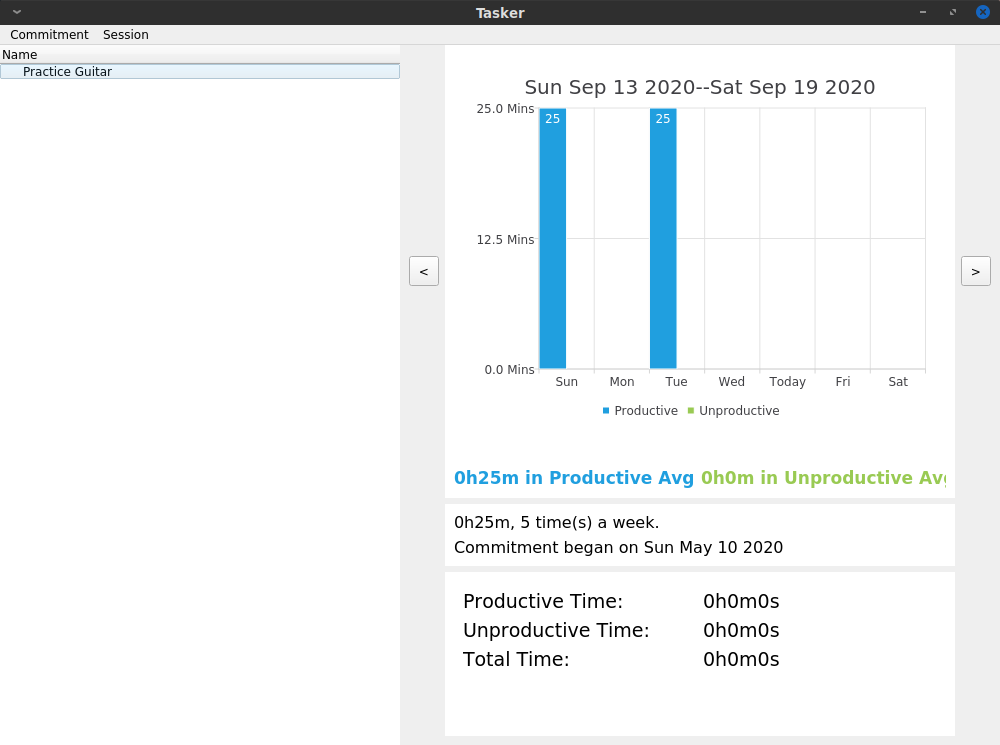 Tasker
Commitment Session
Name
Practice Guitar
Sun Sep 13 2020--Sat Sep 19 2020
25.0 Mins
25 25
12.5 Mins
0.0 Mins
Sun Mon Tue Wed Today Fri Sat
Productive Unproductive
<
>
0h25m in Productive Avg 0h0m in Unproductive Avg
0h25m, 5 time(s) a week.
Commitment began on Sun May 10 2020
Productive Time: 0h0m0s
Unproductive Time: 0h0m0s
Total Time: 0h0m0s